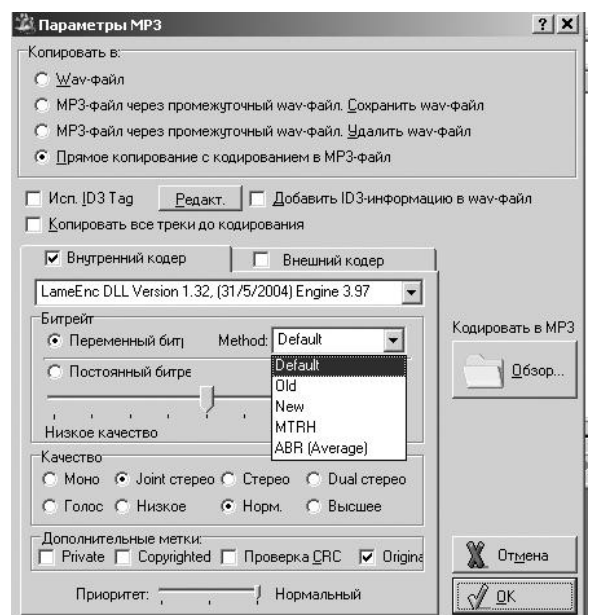 Параметры MP3
Копировать в:
Wav-файл
MP3-файл через промежуточный wav-файл. Сохранить wav-файл
MP3-файл через промежуточный wav-файл. Удалить wav-файл
Прямое копирование с кодированием в MP3-файл
Исп. ID3 Tag Редакт. Добавить ID3-информацию в wav-файл
Копировать все треки до кодирования
Внутренний кодер Внешний кодер
LameEnc DLL Version 1.32, (31/5/2004) Engine 3.97
Битрейт
Кодировать в MP3
Переменный бит Method: Default
Default
Постоянный битре
Обзор...
Old
New
MTRH
Низкое качество
ABR (Average)
Качество
Моно Joint стерео Стерео Dual стерео
Голос Низкое Норм. Высшее
Дополнительные метки:
Private Copyrighted Проверка CRC Origina
Отмена
Приоритет: Нормальный
OK